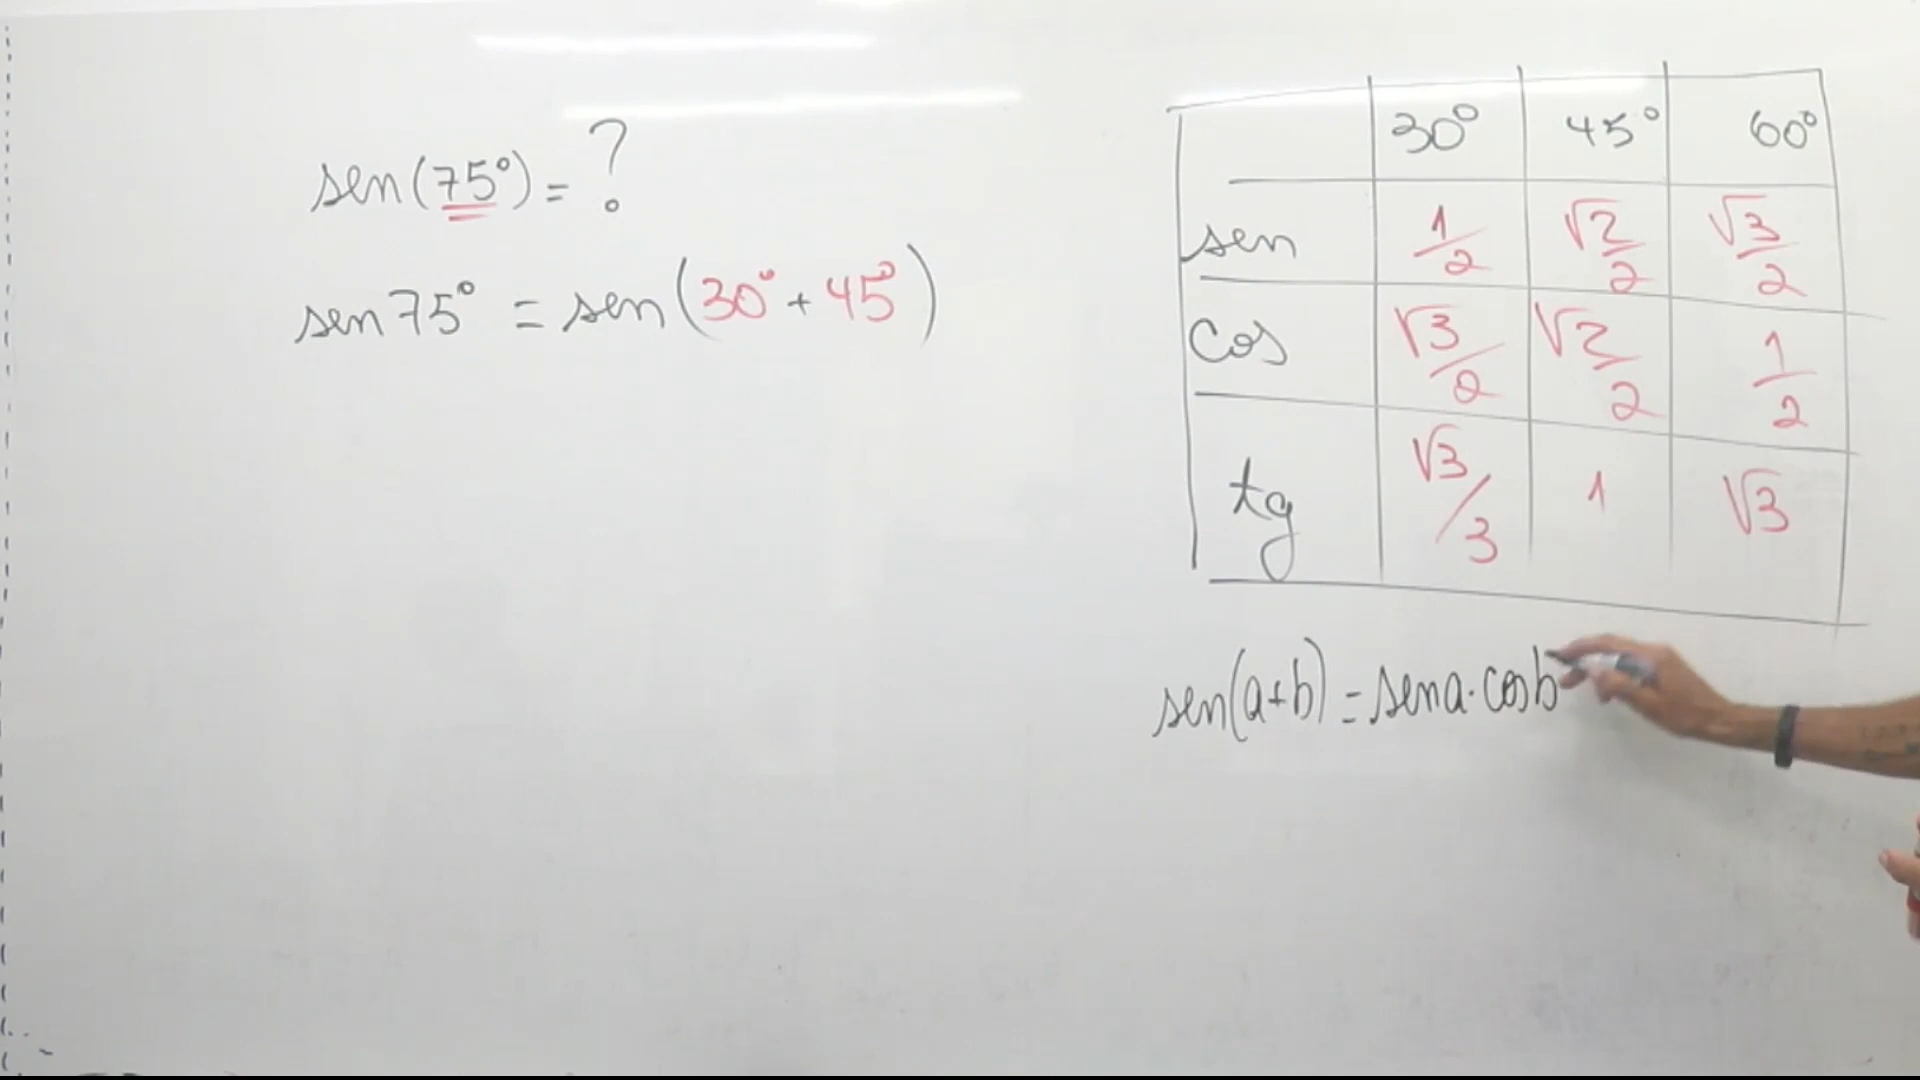 sen(75°) = ?
sen 75° = sen(30° + 45°)
30° 45° 60°
sen 1/2 √2/2 √3/2
cos √3/2 √2/2 1/2
tg √3/3 1 √3
sen(a+b) = sena·cosb